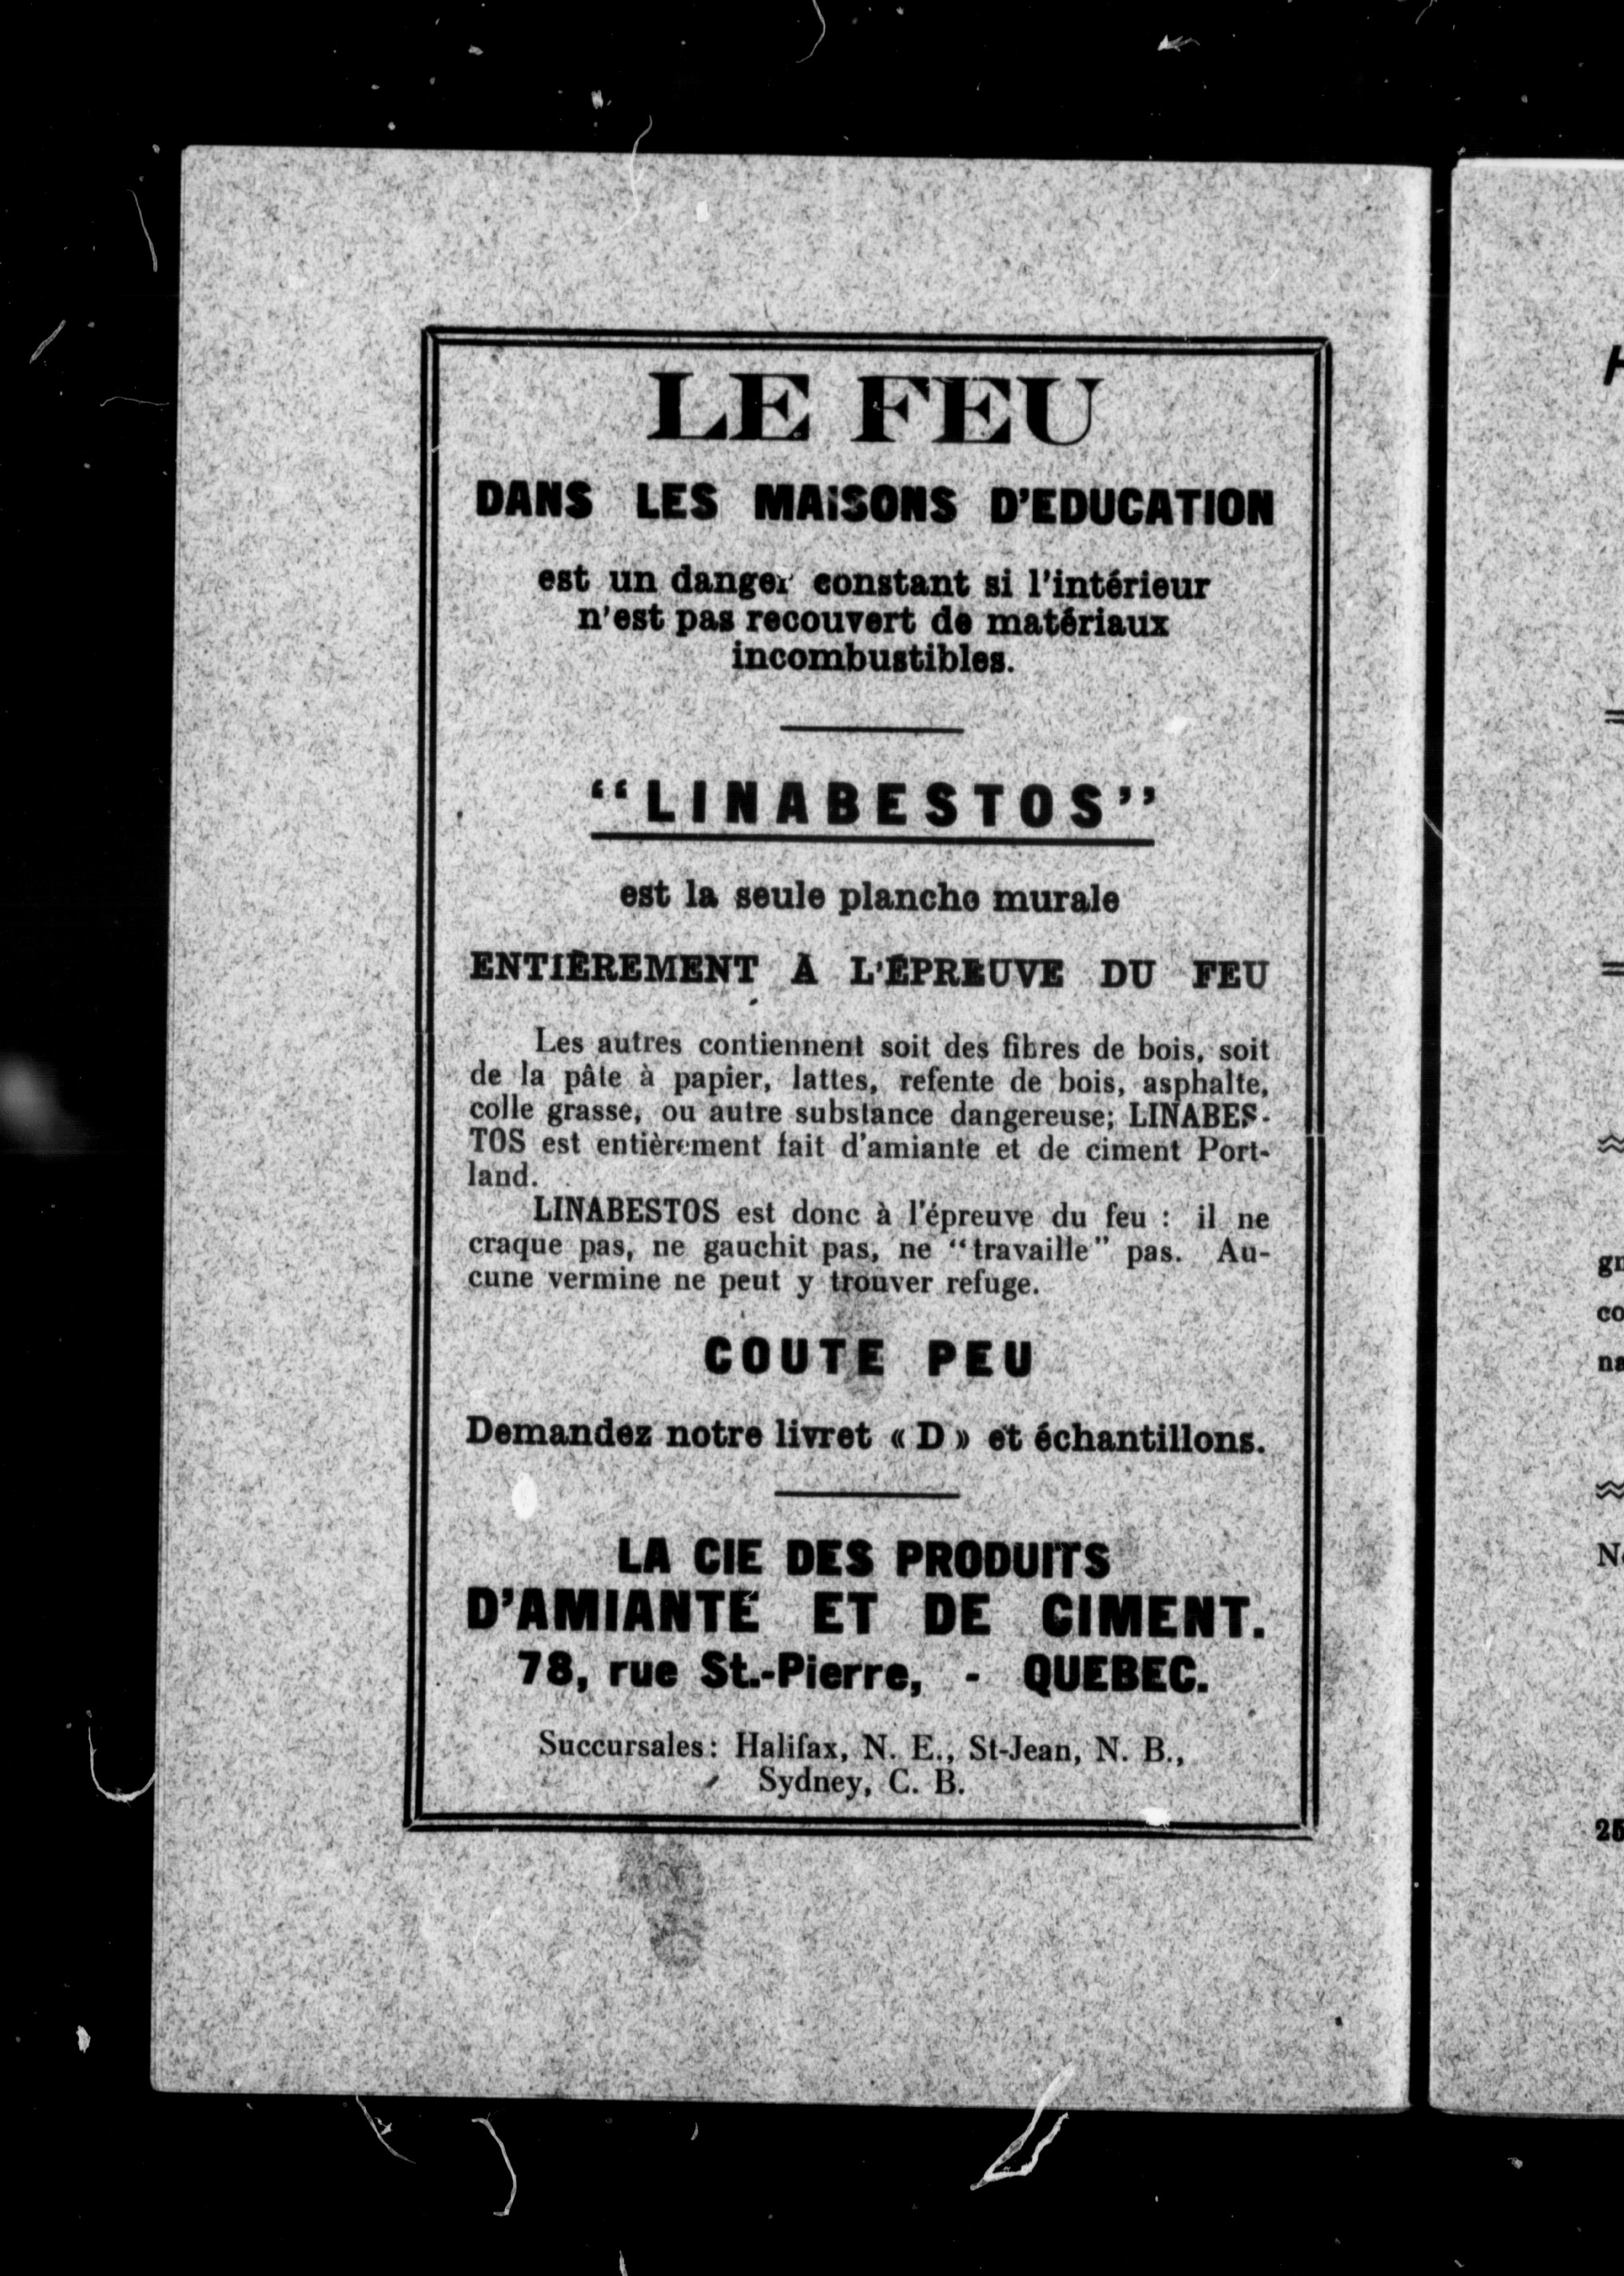 LE FEU
DANS LES MAISONS D'EDUCATION
est un danger constant si l'intérieur
n'est pas recouvert de matériaux
incombustibles.
“LINABESTOS”
est la seule planche murale
ENTIÈREMENT À L'ÉPREUVE DU FEU
Les autres contiennent soit des fibres de bois, soit
de la pâte à papier, lattes, refente de bois, asphalte,
colle grasse, ou autre substance dangereuse; LINABES-
TOS est entièrement fait d'amiante et de ciment Port-
land.
LINABESTOS est donc à l'épreuve du feu : il ne
craque pas, ne gauchit pas, ne “travaille” pas. Au-
cune vermine ne peut y trouver refuge.
COUTE PEU
Demandez notre livret « D » et échantillons.
LA CIE DES PRODUITS
D'AMIANTE ET DE CIMENT.
78, rue St.-Pierre, - QUEBEC.
Succursales: Halifax, N. E., St-Jean, N. B.,
Sydney, C. B.
gr
co
na
25